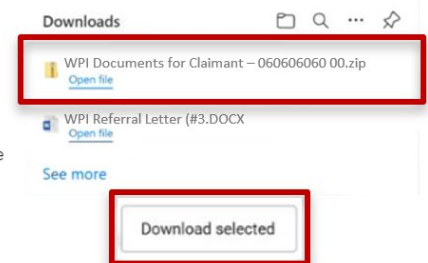 Downloads
WPI Documents for Claimant – 060606060 00.zip
Open file
WPI Referral Letter (#3.DOCX
Open file
e
See more
Download selected